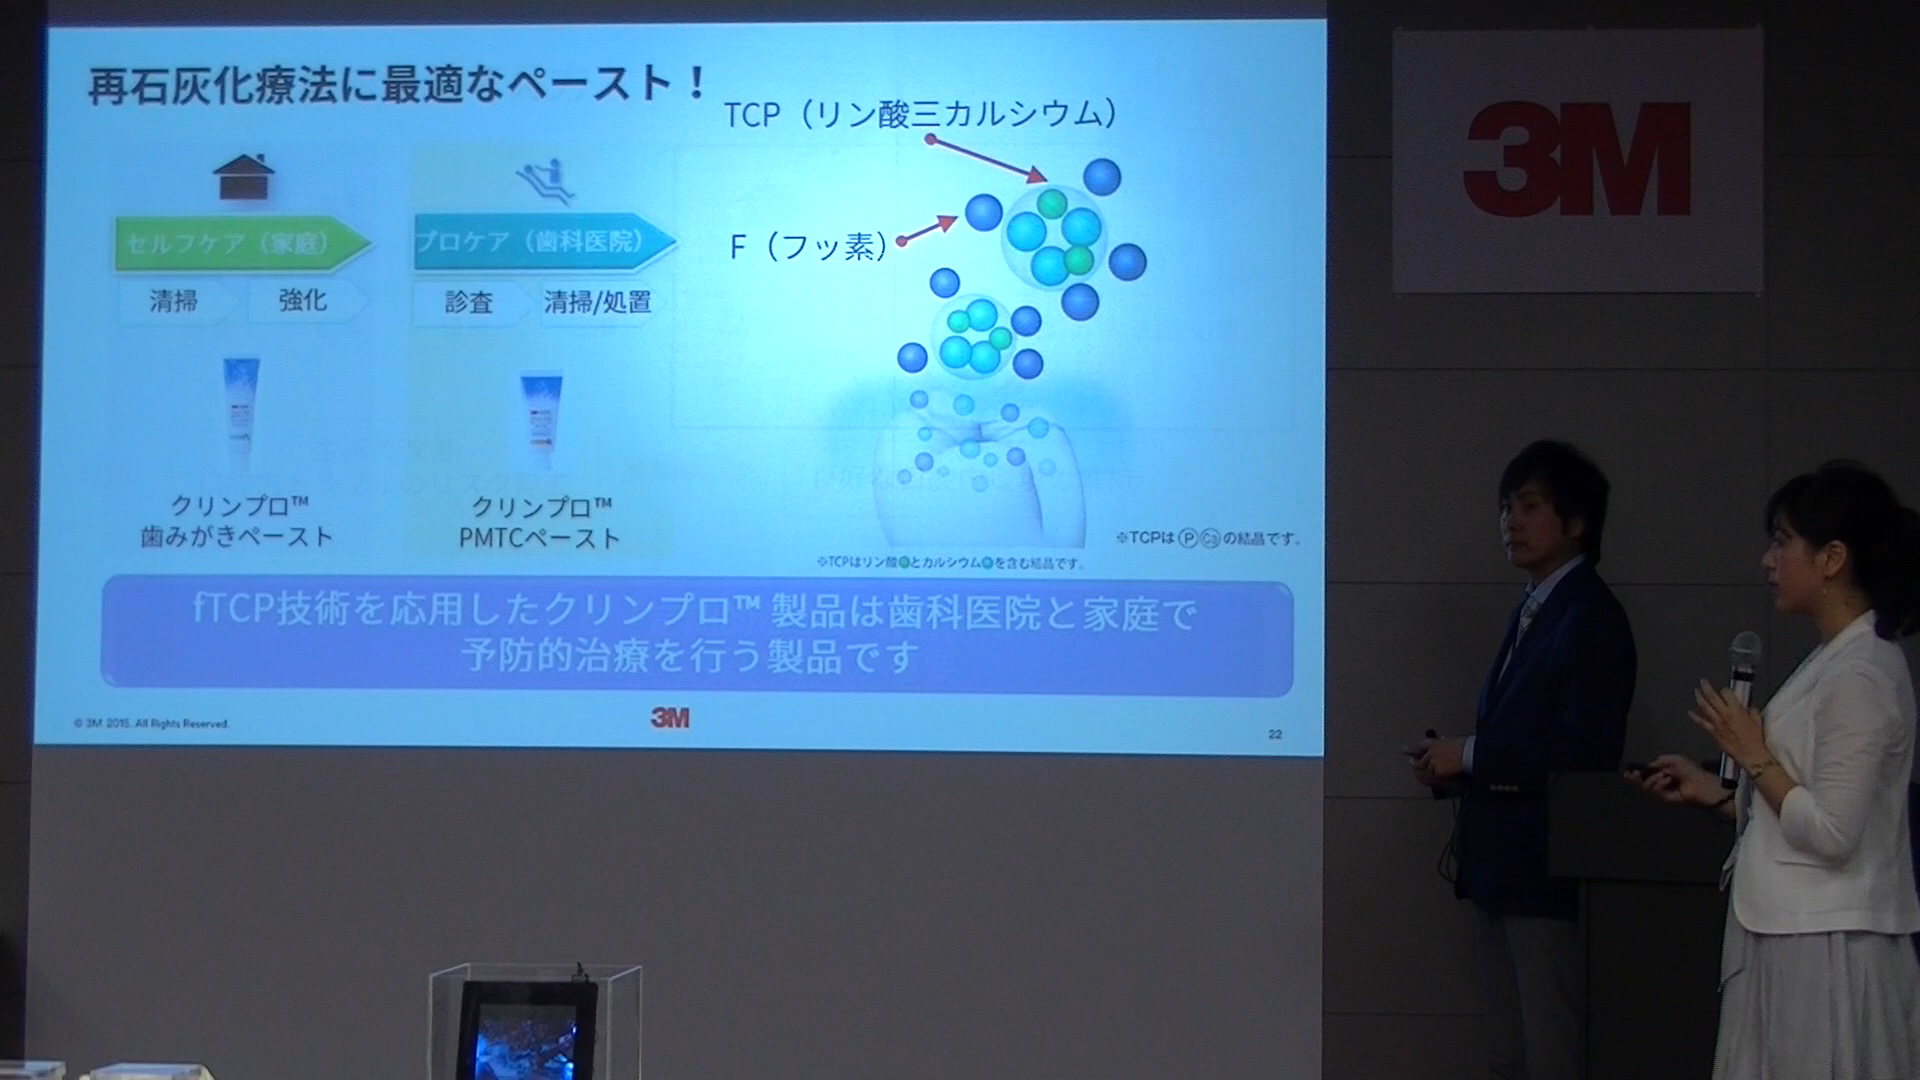 再石灰化療法に最適なペースト！
TCP（リン酸三カルシウム）
F（フッ素）
セルフケア（家庭）
プロケア（歯科医院）
清掃
強化
診査
清掃/処置
クリンプロ™
歯みがきペースト
クリンプロ™
PMTCペースト
※TCPは Ⓟ Ca の結晶です。
※TCPはリン酸とカルシウムを含む結晶です。
fTCP技術を応用したクリンプロ™ 製品は歯科医院と家庭で
予防的治療を行う製品です
© 3M 2015. All Rights Reserved.
3M
22
3M